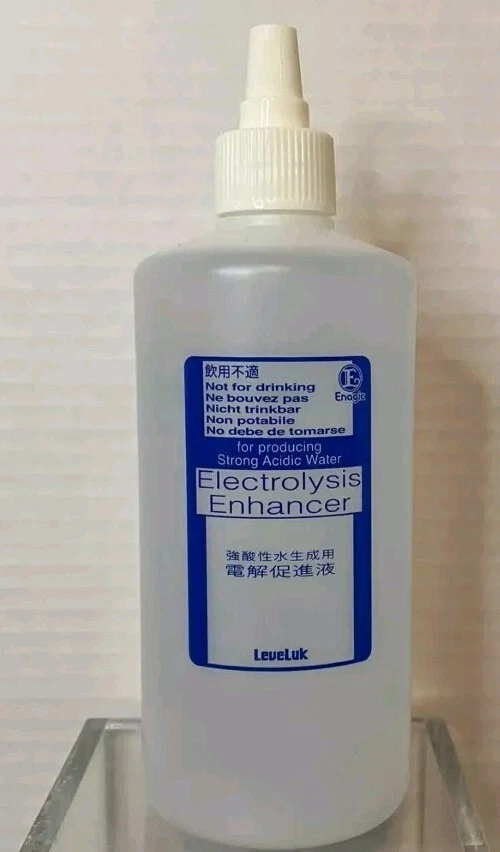 飲用不適
Not for drinking
Ne bouvez pas
Nicht trinkbar
Non potabile
No debe de tomarse
E
Enagic
for producing
Strong Acidic Water
Electrolysis
Enhancer
強酸性水生成用
電解促進液
LeveLuk